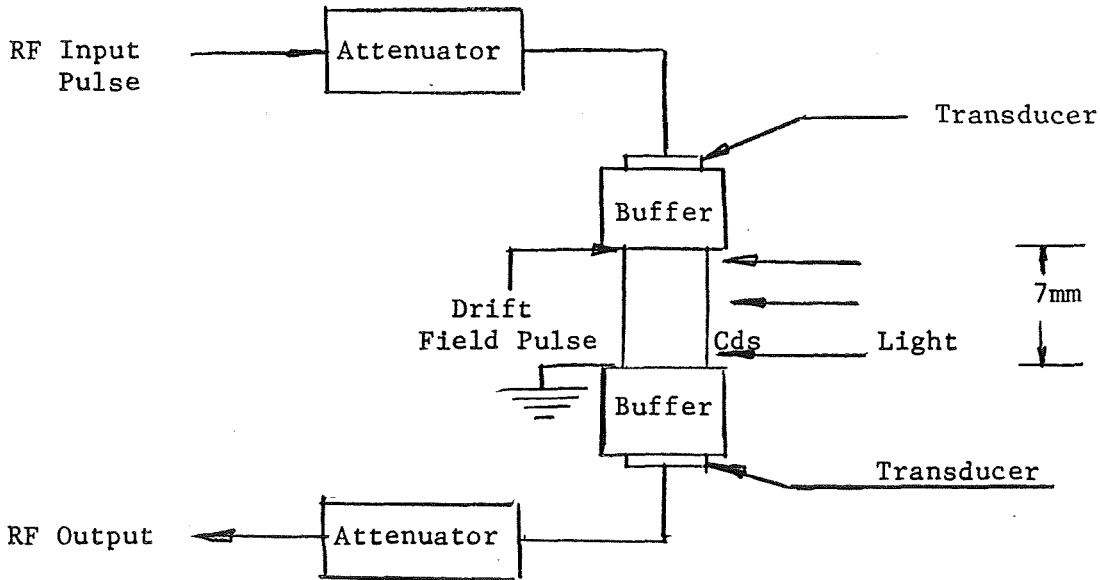 RF Input
Pulse
Attenuator
Transducer
Buffer
Drift
Field Pulse
Cds
Light
7mm
Buffer
Transducer
RF Output
Attenuator